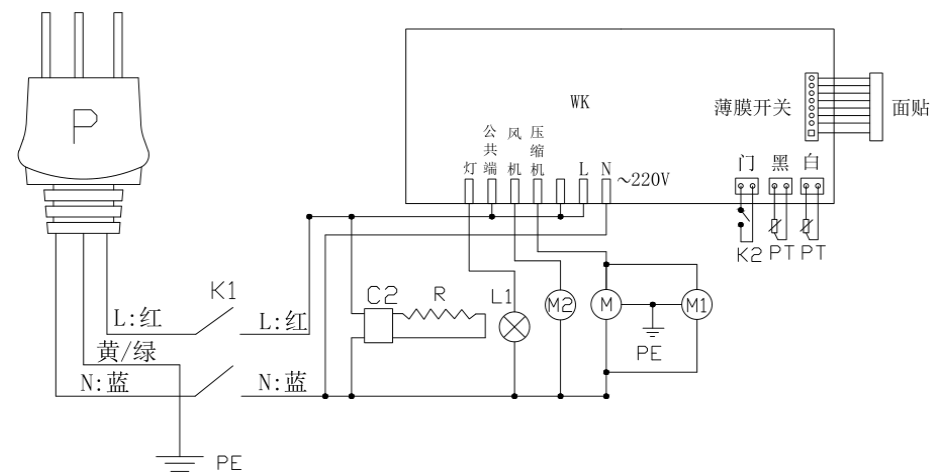 P
WK
薄膜开关
面贴
灯
公共端
风机
压缩机
L
N
~220V
门
黑
白
K2
PT
PT
K1
L:红
L:红
C2
R
L1
M2
M
M1
PE
黄/绿
N:蓝
N:蓝
PE